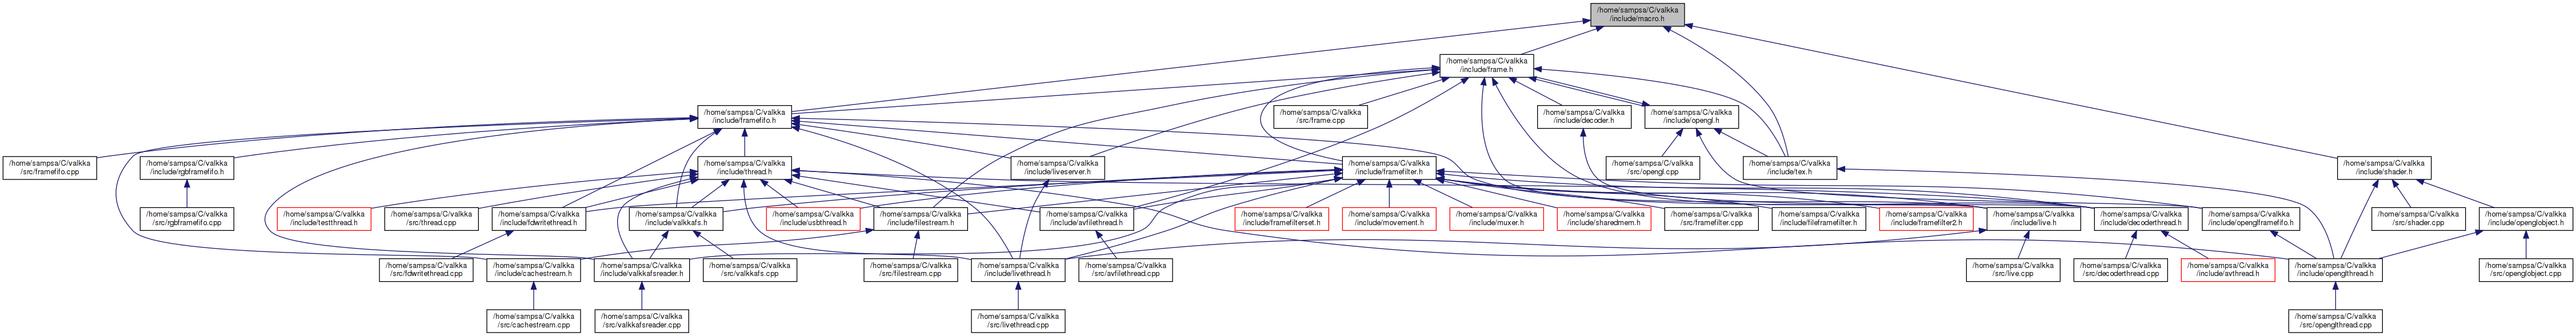 /home/sampsa/C/valkka
/include/macro.h
/home/sampsa/C/valkka
/include/frame.h
/home/sampsa/C/valkka
/include/framefifo.h
/home/sampsa/C/valkka
/src/frame.cpp
/home/sampsa/C/valkka
/include/decoder.h
/home/sampsa/C/valkka
/include/opengl.h
/home/sampsa/C/valkka
/src/framefifo.cpp
/home/sampsa/C/valkka
/include/rgbframefifo.h
/home/sampsa/C/valkka
/include/thread.h
/home/sampsa/C/valkka
/include/liveserver.h
/home/sampsa/C/valkka
/include/framefilter.h
/home/sampsa/C/valkka
/src/opengl.cpp
/home/sampsa/C/valkka
/include/tex.h
/home/sampsa/C/valkka
/include/shader.h
/home/sampsa/C/valkka
/src/rgbframefifo.cpp
/home/sampsa/C/valkka
/include/testthread.h
/home/sampsa/C/valkka
/src/thread.cpp
/home/sampsa/C/valkka
/include/fdwritethread.h
/home/sampsa/C/valkka
/include/valkkafs.h
/home/sampsa/C/valkka
/include/usbthread.h
/home/sampsa/C/valkka
/include/filestream.h
/home/sampsa/C/valkka
/include/avfilethread.h
/home/sampsa/C/valkka
/include/framefilterset.h
/home/sampsa/C/valkka
/include/movement.h
/home/sampsa/C/valkka
/include/muxer.h
/home/sampsa/C/valkka
/include/sharedmem.h
/home/sampsa/C/valkka
/src/framefilter.cpp
/home/sampsa/C/valkka
/include/fileframefilter.h
/home/sampsa/C/valkka
/include/framefilter2.h
/home/sampsa/C/valkka
/include/live.h
/home/sampsa/C/valkka
/include/decoderthread.h
/home/sampsa/C/valkka
/include/openglframefifo.h
/home/sampsa/C/valkka
/src/shader.cpp
/home/sampsa/C/valkka
/include/openglobject.h
/home/sampsa/C/valkka
/src/fdwritethread.cpp
/home/sampsa/C/valkka
/include/cachestream.h
/home/sampsa/C/valkka
/include/valkkafsreader.h
/home/sampsa/C/valkka
/src/valkkafs.cpp
/home/sampsa/C/valkka
/src/filestream.cpp
/home/sampsa/C/valkka
/include/livethread.h
/home/sampsa/C/valkka
/src/avfilethread.cpp
/home/sampsa/C/valkka
/src/live.cpp
/home/sampsa/C/valkka
/src/decoderthread.cpp
/home/sampsa/C/valkka
/include/avthread.h
/home/sampsa/C/valkka
/include/openglthread.h
/home/sampsa/C/valkka
/src/openglobject.cpp
/home/sampsa/C/valkka
/src/cachestream.cpp
/home/sampsa/C/valkka
/src/valkkafsreader.cpp
/home/sampsa/C/valkka
/src/livethread.cpp
/home/sampsa/C/valkka
/src/openglthread.cpp